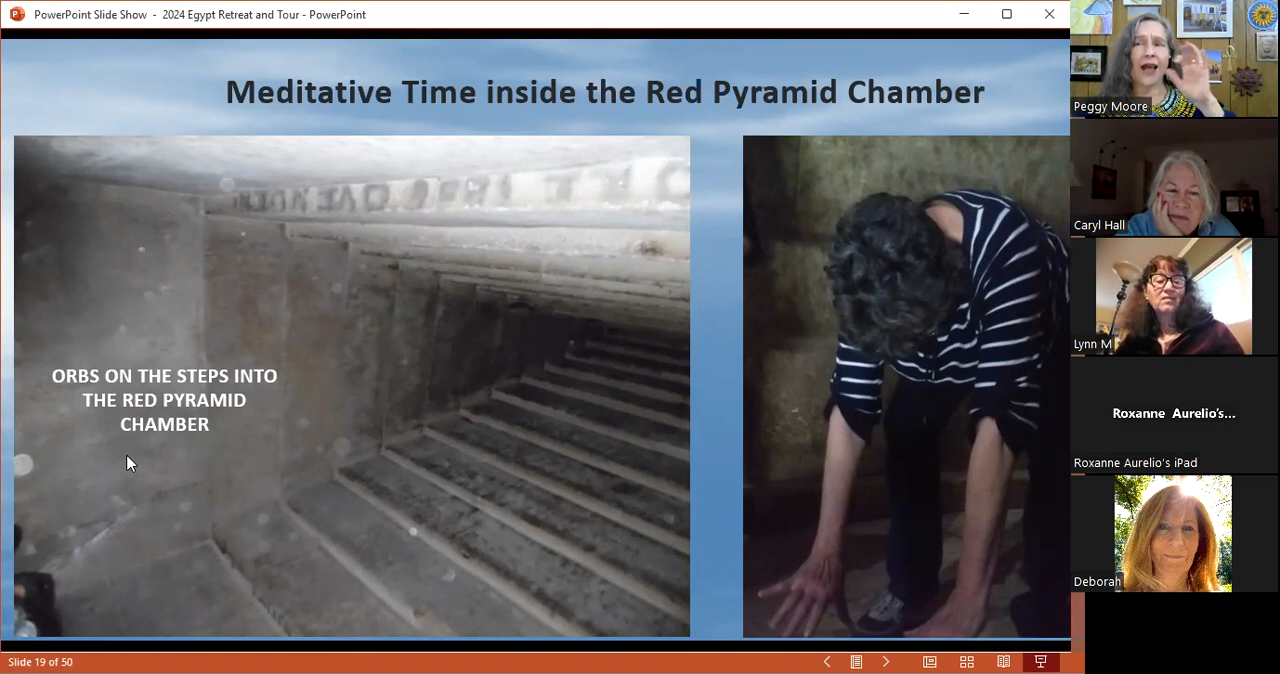 PowerPoint Slide Show - 2024 Egypt Retreat and Tour - PowerPoint
Meditative Time inside the Red Pyramid Chamber
ORBS ON THE STEPS INTO
THE RED PYRAMID
CHAMBER
Slide 19 of 50
Peggy Moore
Caryl Hall
Lynn M
Roxanne Aurelio's...
Roxanne Aurelio's iPad
Deborah